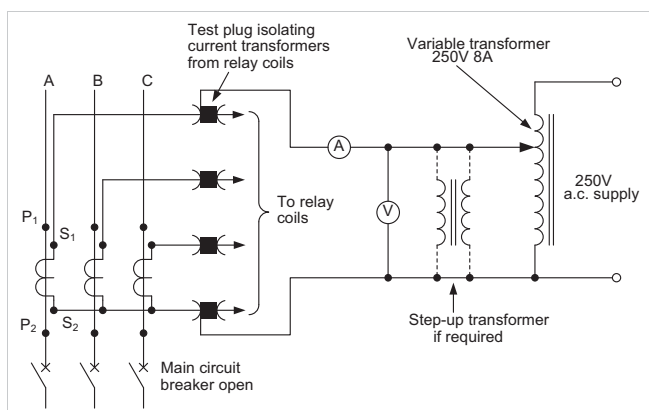 Test plug isolating
current transformers
from relay coils
Variable transformer
250V 8A
A
B
C
A
250V
a.c. supply
To relay
coils
V
P1
S1
S2
P2
Step-up transformer
if required
Main circuit
breaker open